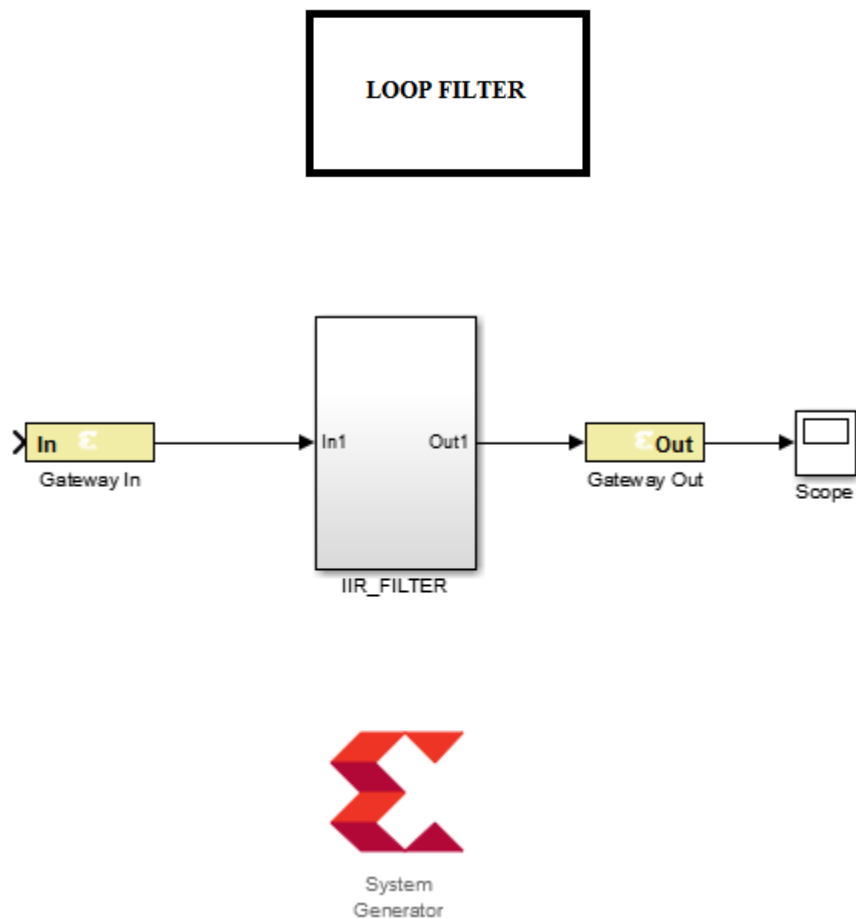 LOOP FILTER
In
Gateway In
In1
Out1
IIR_FILTER
Out
Gateway Out
Scope
System
Generator